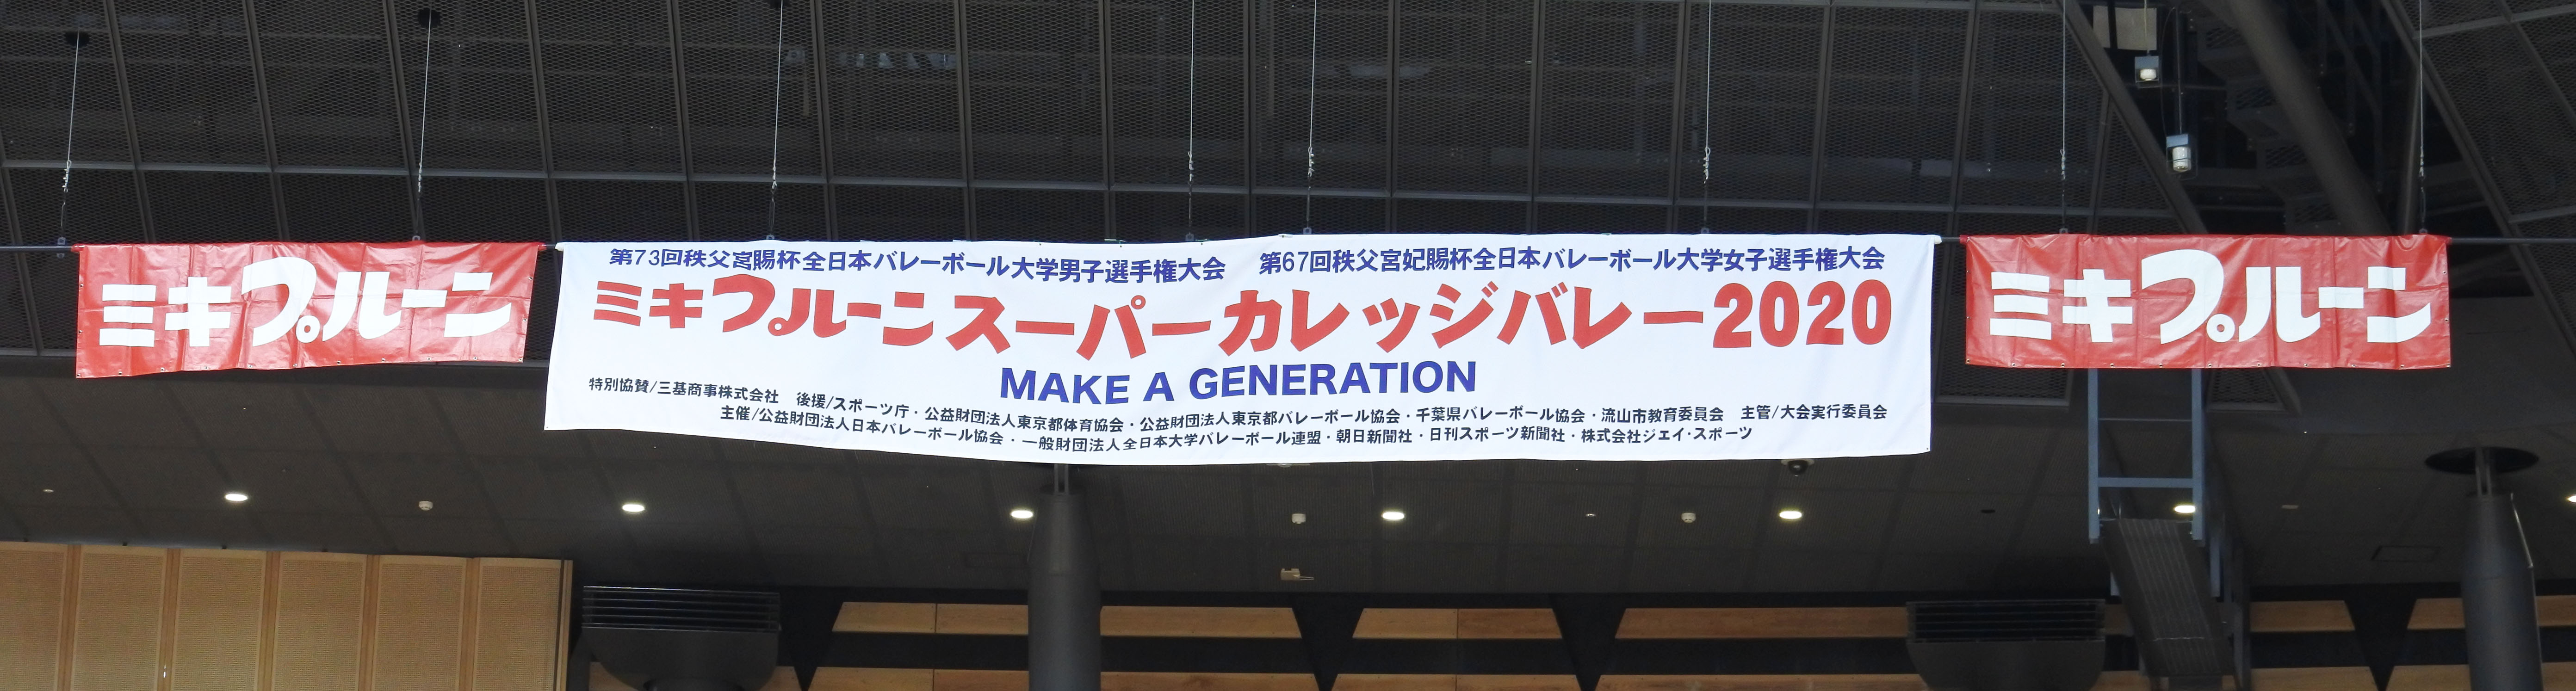 ミキプルーン
第73回秩父宮賜杯全日本バレーボール大学男子選手権大会　第67回秩父宮妃賜杯全日本バレーボール大学女子選手権大会
ミキプルーンスーパーカレッジバレー2020
MAKE A GENERATION
特別協賛/三基商事株式会社　後援/スポーツ庁・公益財団法人東京都体育協会・公益財団法人東京都バレーボール協会・千葉県バレーボール協会・流山市教育委員会　主管/大会実行委員会
主催/公益財団法人日本バレーボール協会・一般財団法人全日本大学バレーボール連盟・朝日新聞社・日刊スポーツ新聞社・株式会社ジェイ・スポーツ
ミキプルーン